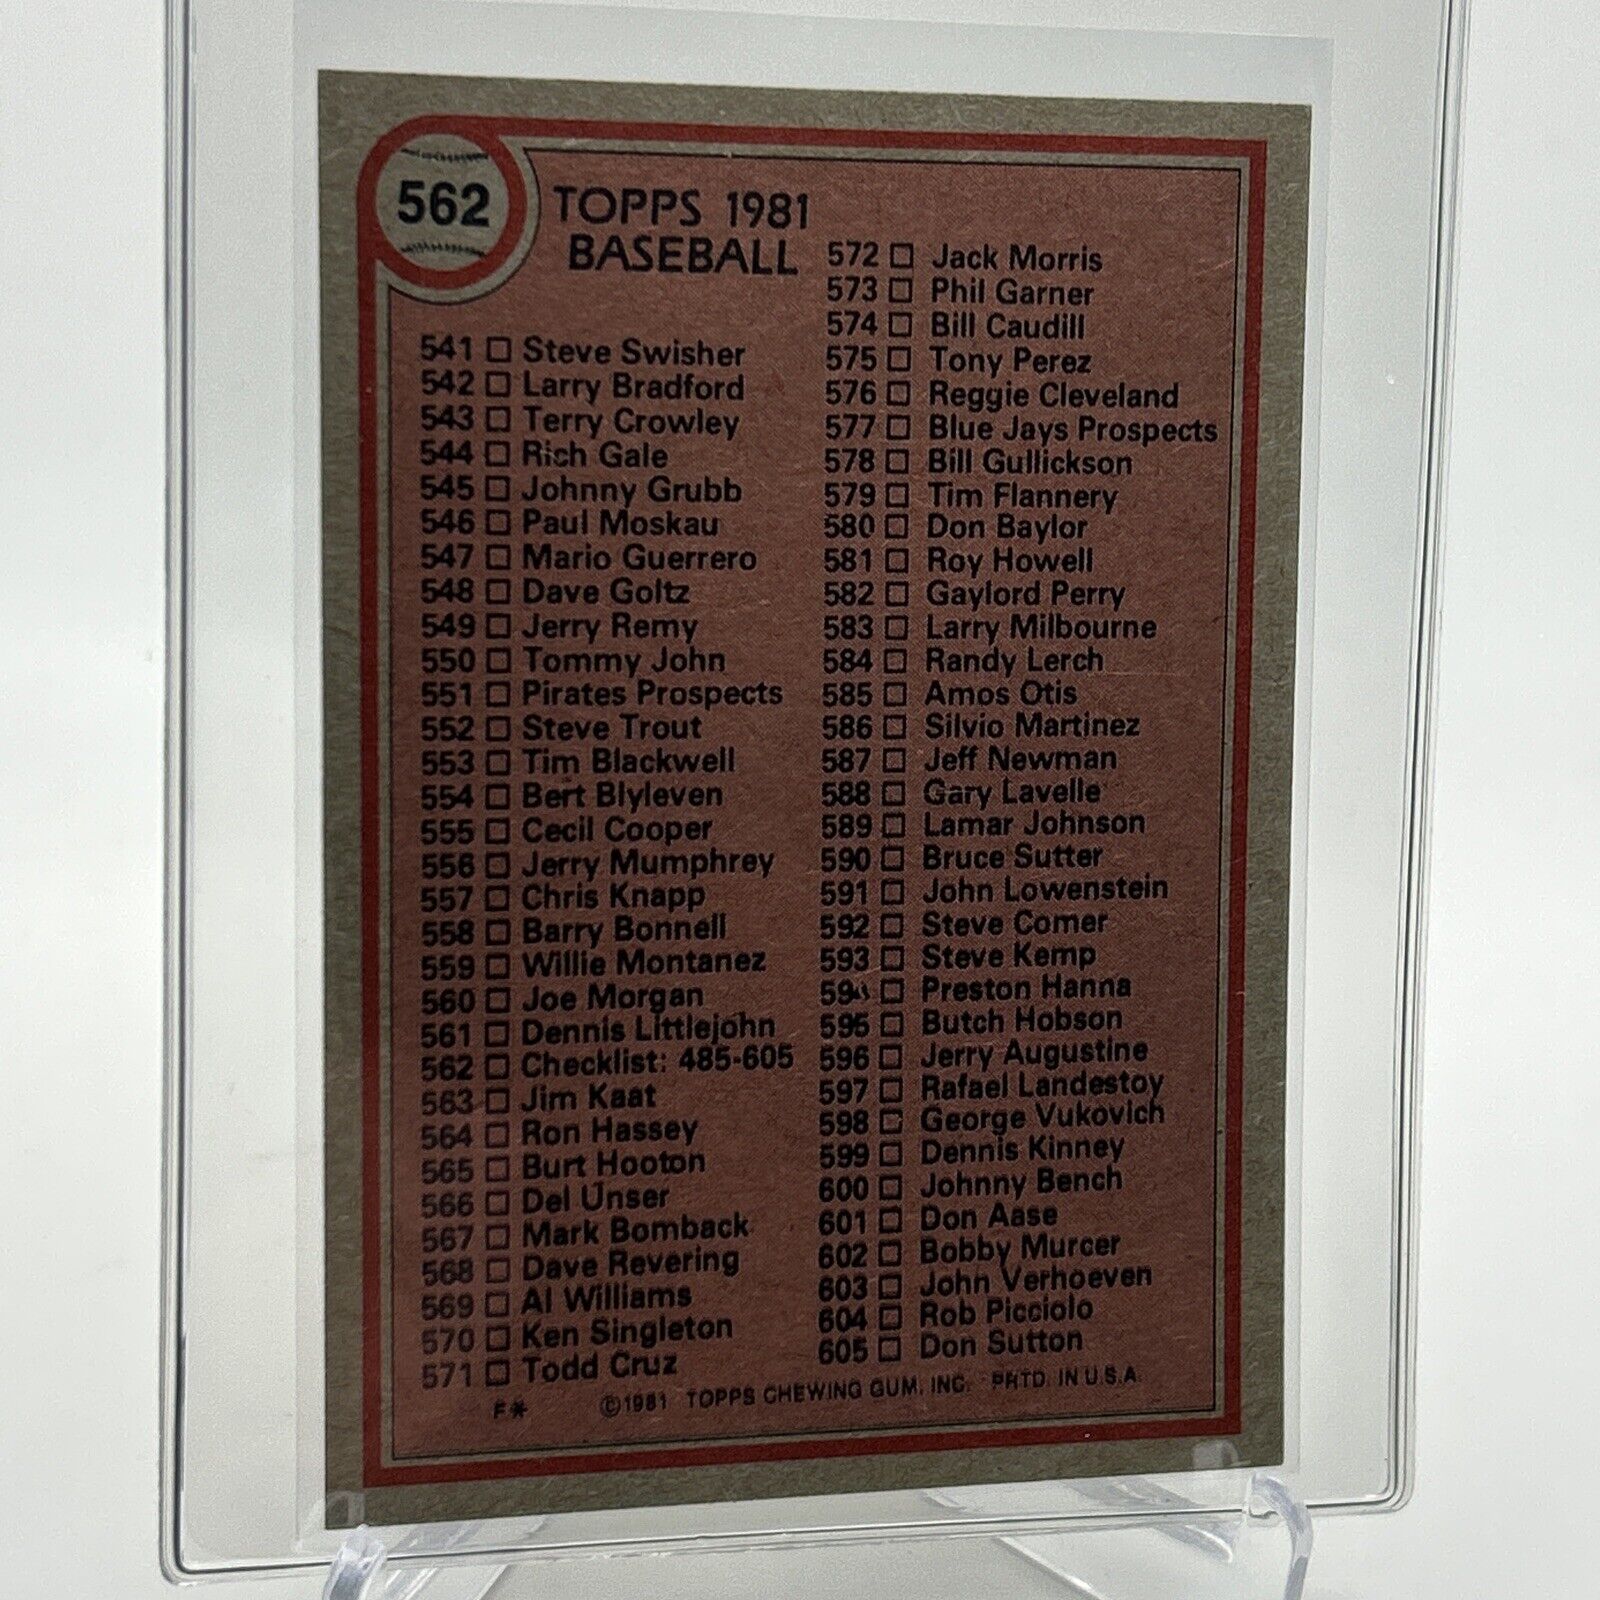 562
TOPPS 1981
BASEBALL
541 Steve Swisher
542 Larry Bradford
543 Terry Crowley
544 Rich Gale
545 Johnny Grubb
546 Paul Moskau
547 Mario Guerrero
548 Dave Goltz
549 Jerry Remy
550 Tommy John
551 Pirates Prospects
552 Steve Trout
553 Tim Blackwell
554 Bert Blyleven
555 Cecil Cooper
556 Jerry Mumphrey
557 Chris Knapp
558 Barry Bonnell
559 Willie Montanez
560 Joe Morgan
561 Dennis Littlejohn
562 Checklist: 485-605
563 Jim Kaat
564 Ron Hassey
565 Burt Hooton
566 Del Unser
567 Mark Bomback
568 Dave Revering
569 Al Williams
570 Ken Singleton
571 Todd Cruz
572 Jack Morris
573 Phil Garner
574 Bill Caudill
575 Tony Perez
576 Reggie Cleveland
577 Blue Jays Prospects
578 Bill Gullickson
579 Tim Flannery
580 Don Baylor
581 Roy Howell
582 Gaylord Perry
583 Larry Milbourne
584 Randy Lerch
585 Amos Otis
586 Silvio Martinez
587 Jeff Newman
588 Gary Lavelle
589 Lamar Johnson
590 Bruce Sutter
591 John Lowenstein
592 Steve Comer
593 Steve Kemp
594 Preston Hanna
595 Butch Hobson
596 Jerry Augustine
597 Rafael Landestoy
598 George Vukovich
599 Dennis Kinney
600 Johnny Bench
601 Don Aase
602 Bobby Murcer
603 John Verhoeven
604 Rob Picciolo
605 Don Sutton
F* ©1981 TOPPS CHEWING GUM, INC. PRTD. IN U.S.A.